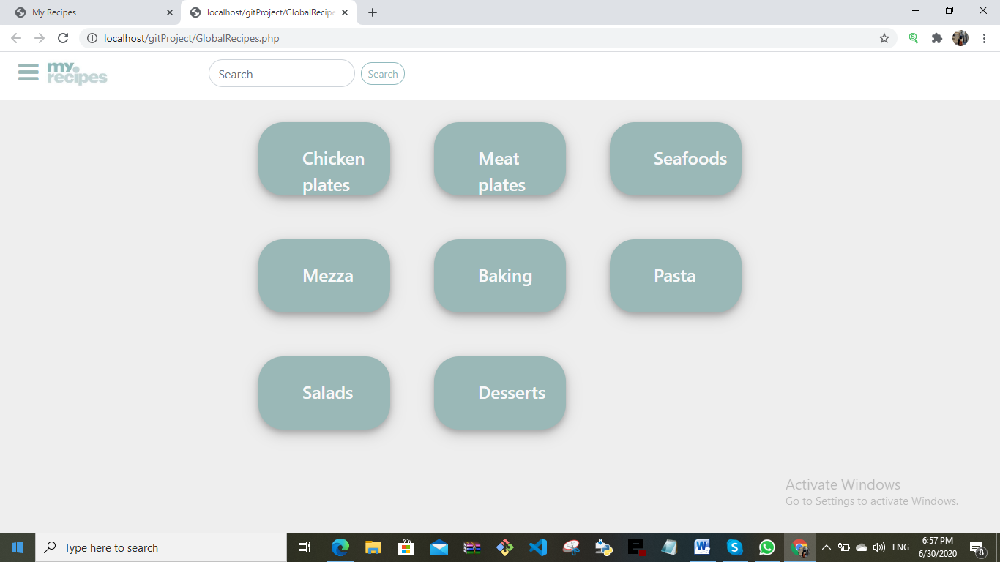 My Recipes
localhost/gitProject/GlobalRecipe
localhost/gitProject/GlobalRecipes.php
my.
recipes
Search
Search
Chicken
plates
Meat
plates
Seafoods
Mezza
Baking
Pasta
Salads
Desserts
Activate Windows
Go to Settings to activate Windows.
Type here to search
ENG
6:57 PM
6/30/2020
8